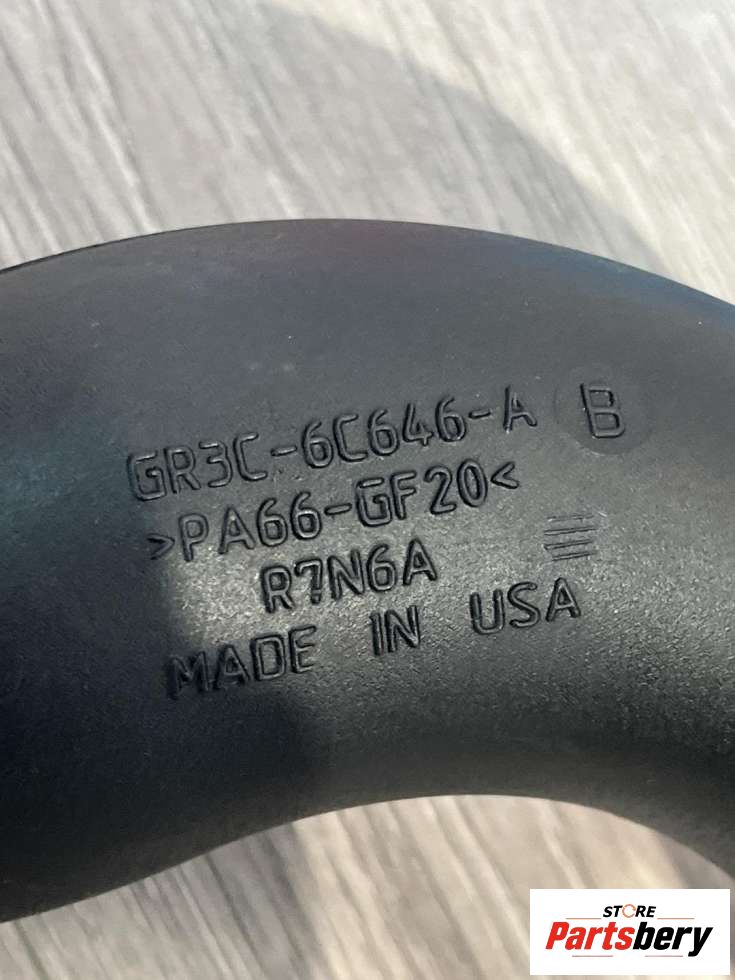 GR3C-6C646-A B
>PA66-GF20<
R7N6A
MADE IN USA
STORE
Partsbery